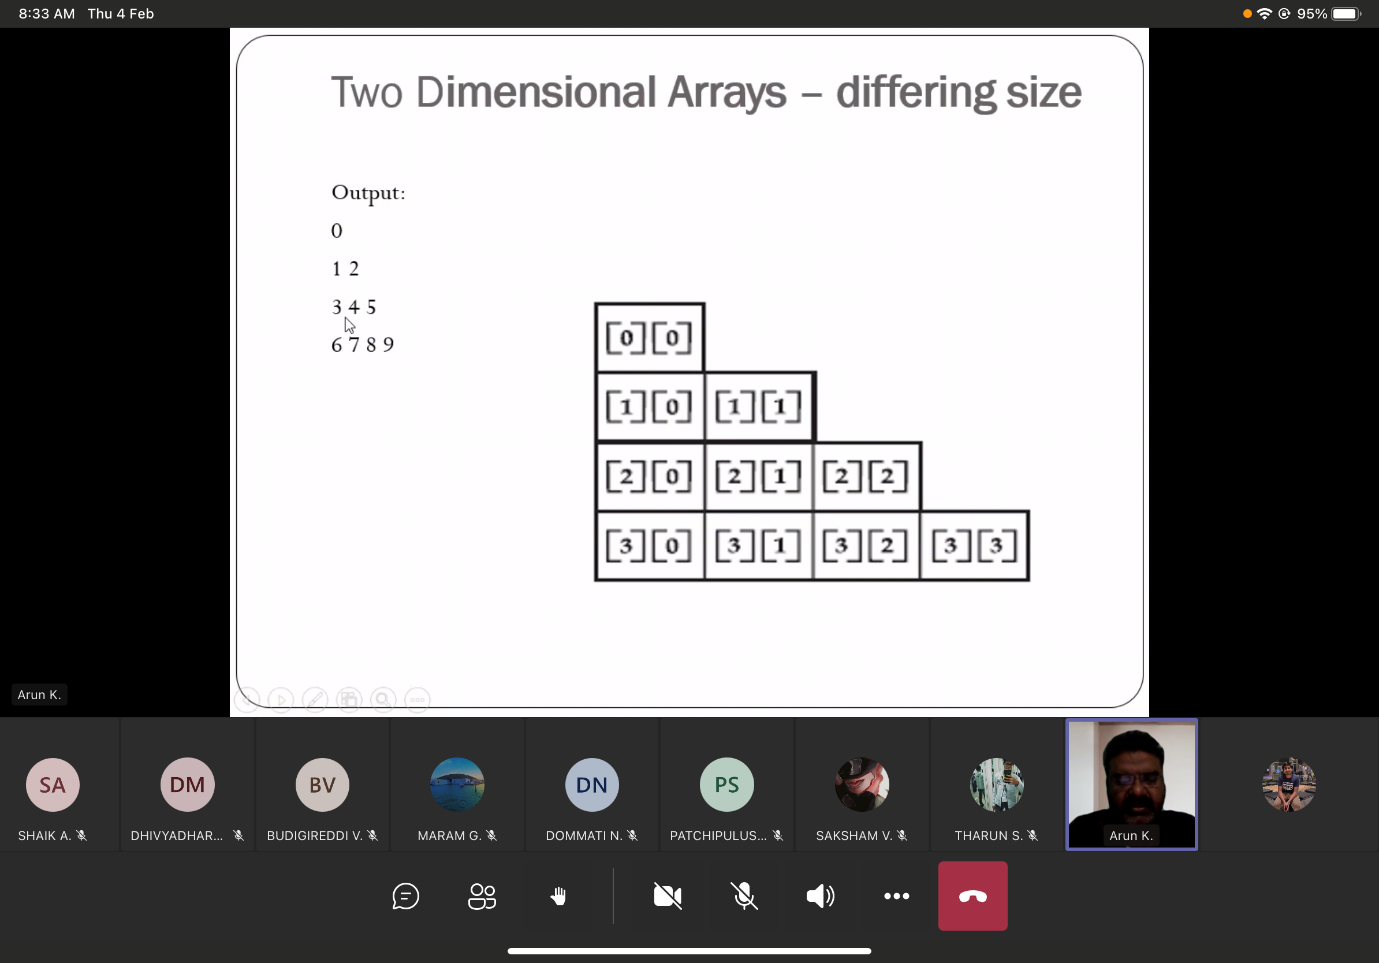 8:33 AM Thu 4 Feb
95%
Two Dimensional Arrays – differing size
Output:
0
1 2
3 4 5
6 7 8 9
[0][0]
[1][0] [1][1]
[2][0] [2][1] [2][2]
[3][0] [3][1] [3][2] [3][3]
Arun K.
SA DM BV DN PS
SHAIK A. DHIVYADHAR... BUDIGIREDDI V. MARAM G. DOMMATI N. PATCHIPULUS... SAKSHAM V. THARUN S. Arun K.